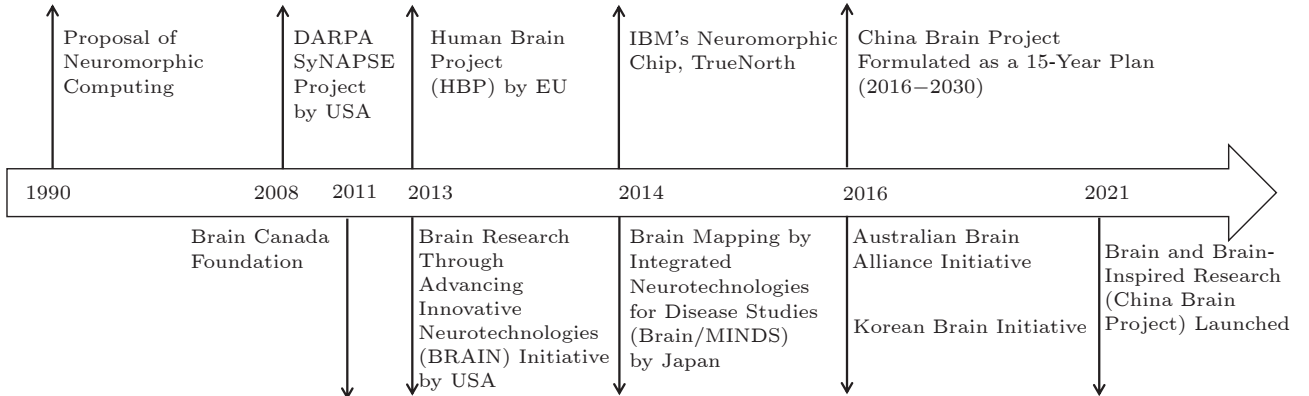 Proposal of
Neuromorphic
Computing
DARPA
SyNAPSE
Project
by USA
Human Brain
Project
(HBP) by EU
IBM's Neuromorphic
Chip, TrueNorth
China Brain Project
Formulated as a 15-Year Plan
(2016−2030)
1990
2008
2011
2013
2014
2016
2021
Brain Canada
Foundation
Brain Research
Through
Advancing
Innovative
Neurotechnologies
(BRAIN) Initiative
by USA
Brain Mapping by
Integrated
Neurotechnologies
for Disease Studies
(Brain/MINDS)
by Japan
Australian Brain
Alliance Initiative
Korean Brain Initiative
Brain and Brain-
Inspired Research
(China Brain
Project) Launched